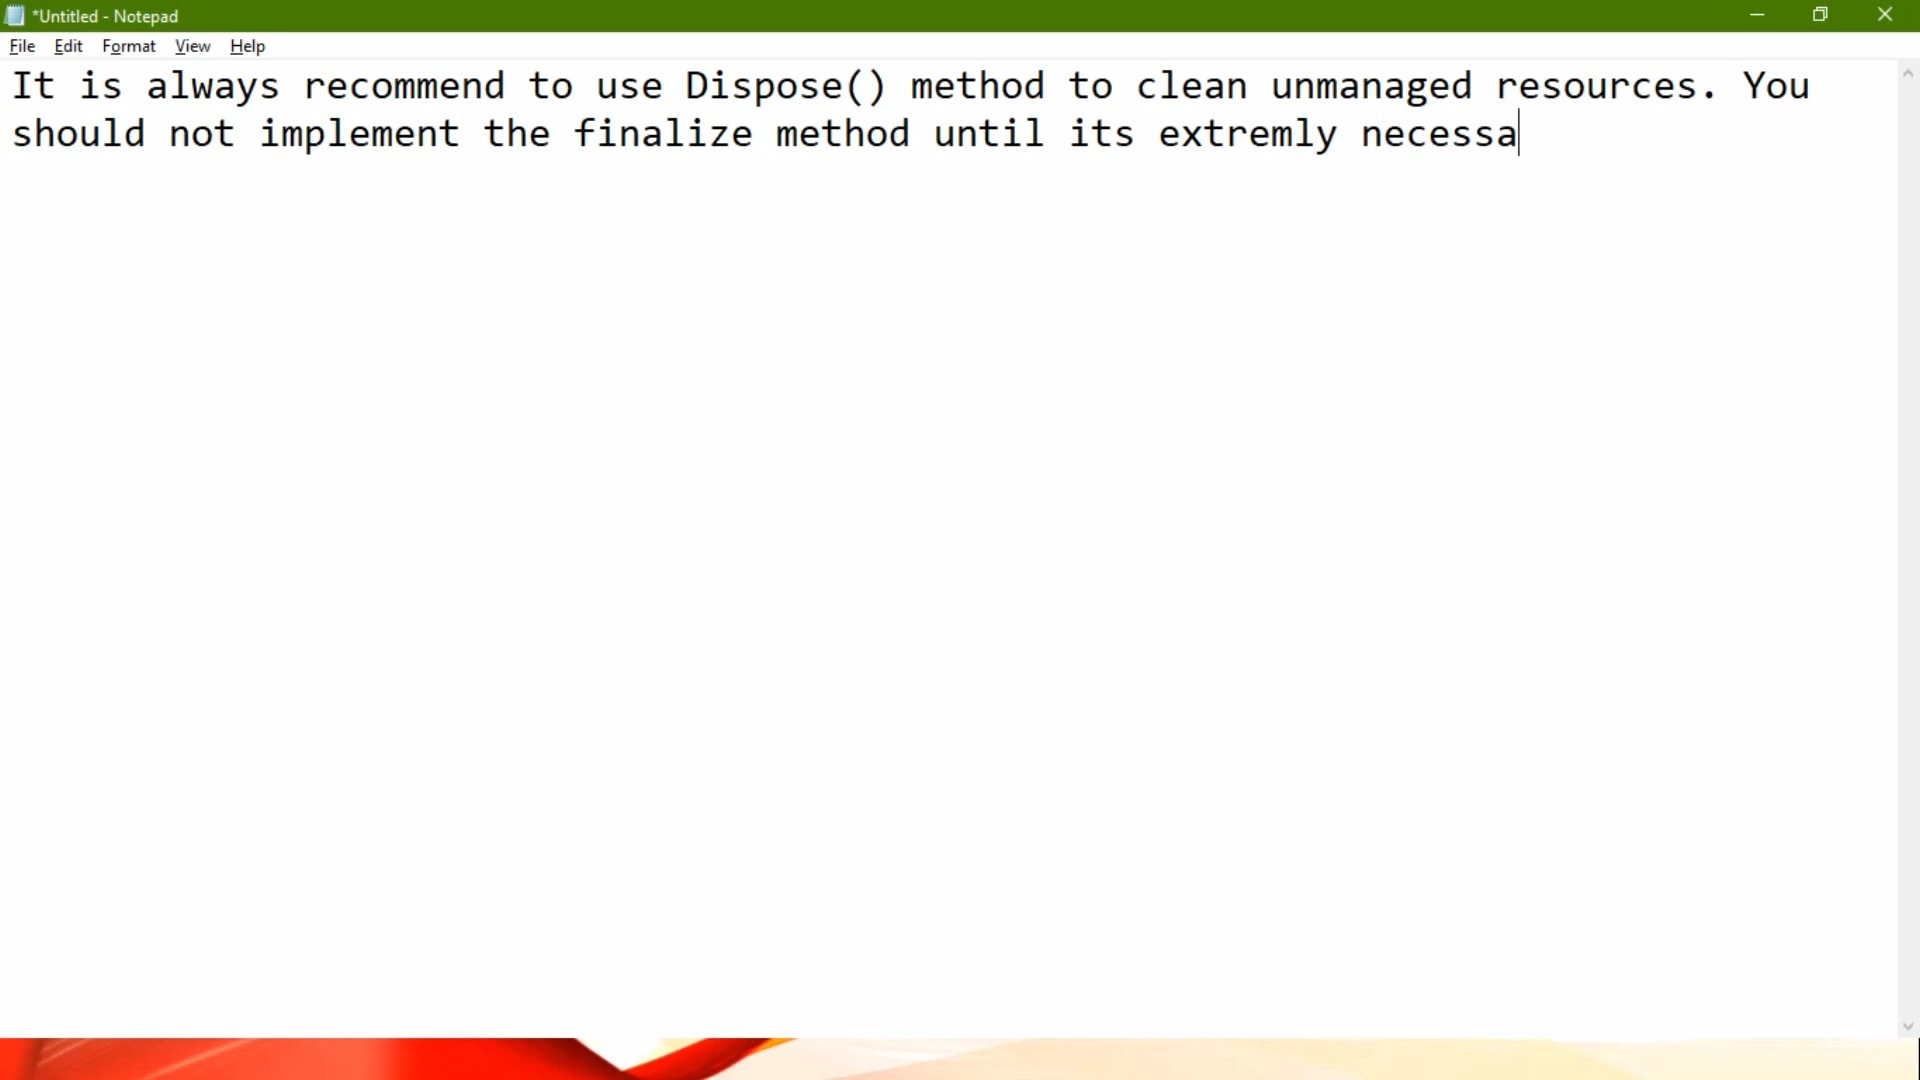 *Untitled - Notepad
File Edit Format View Help
It is always recommend to use Dispose() method to clean unmanaged resources. You
should not implement the finalize method until its extremly necessa